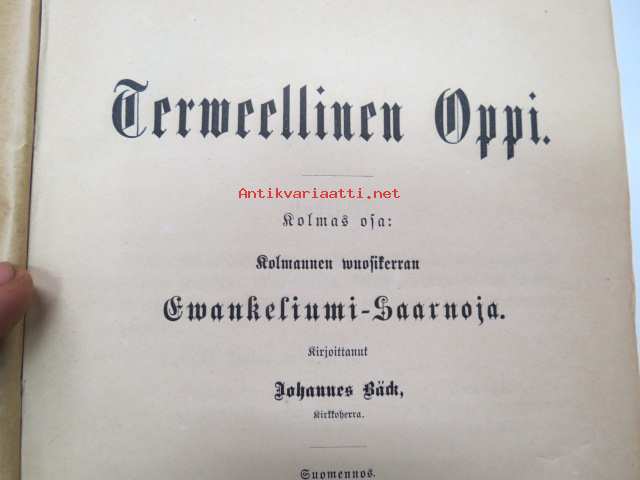 Terweellinen Oppi.
Antikvariaatti.net
Kolmas osa:
Kolmannen wuosikerran
Ewankeliumi-Saarnoja.
Kirjoittanut
Johannes Bäck,
Kirkkoherra.
Suomennos.